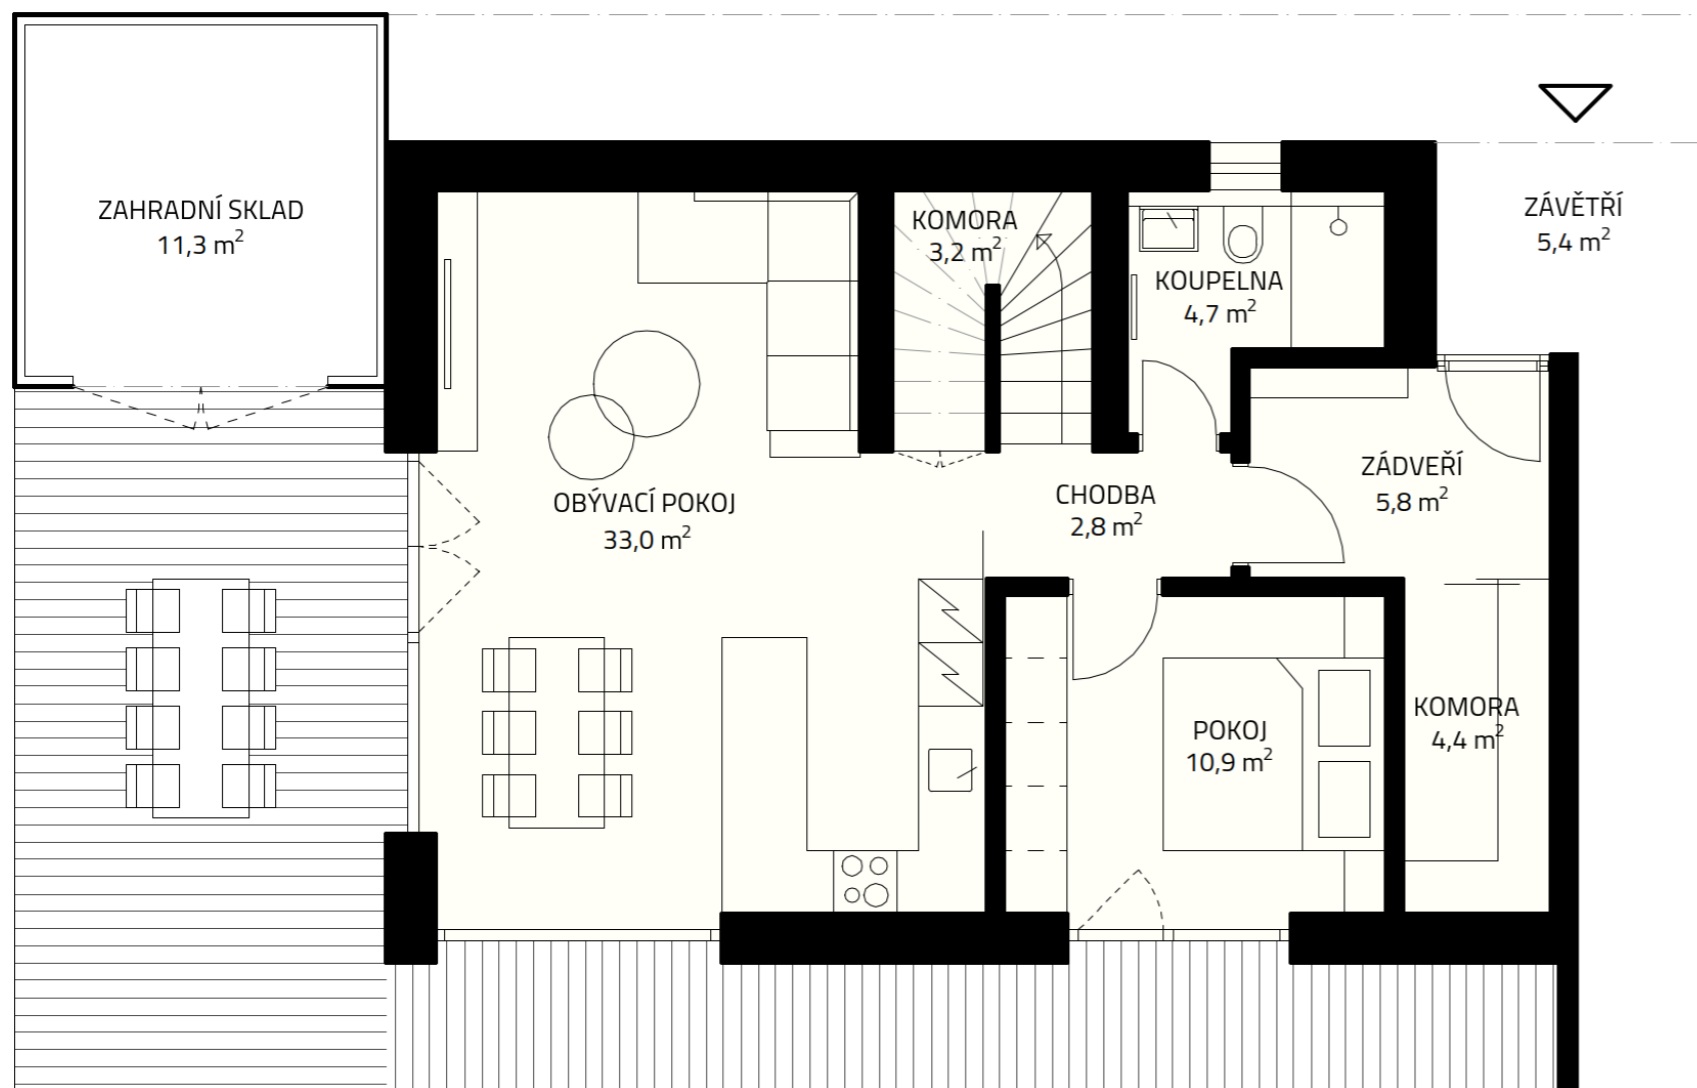 ZAHRADNÍ SKLAD
11,3 m²
KOMORA
3,2 m²
KOUPELNA
4,7 m²
ZÁVĚTŘÍ
5,4 m²
OBÝVACÍ POKOJ
33,0 m²
CHODBA
2,8 m²
ZÁDVEŘÍ
5,8 m²
POKOJ
10,9 m²
KOMORA
4,4 m²